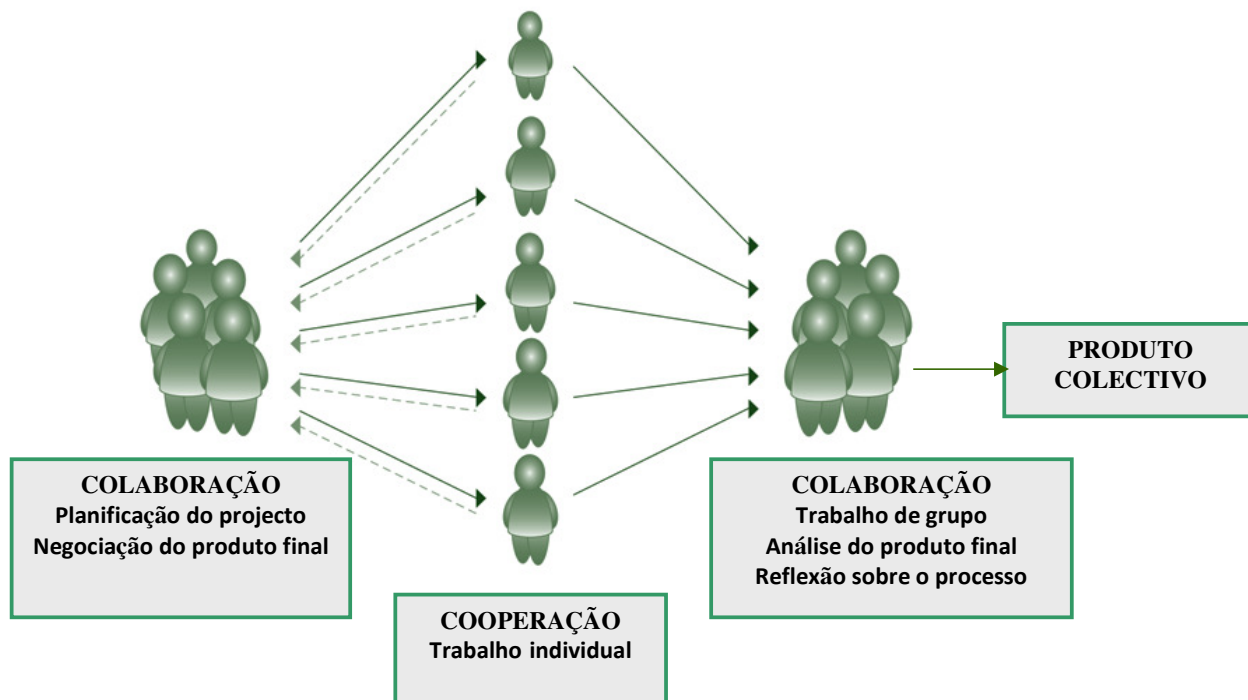 COLABORAÇÃO
Planificação do projecto
Negociação do produto final
COOPERAÇÃO
Trabalho individual
COLABORAÇÃO
Trabalho de grupo
Análise do produto final
Reflexão sobre o processo
PRODUTO
COLECTIVO